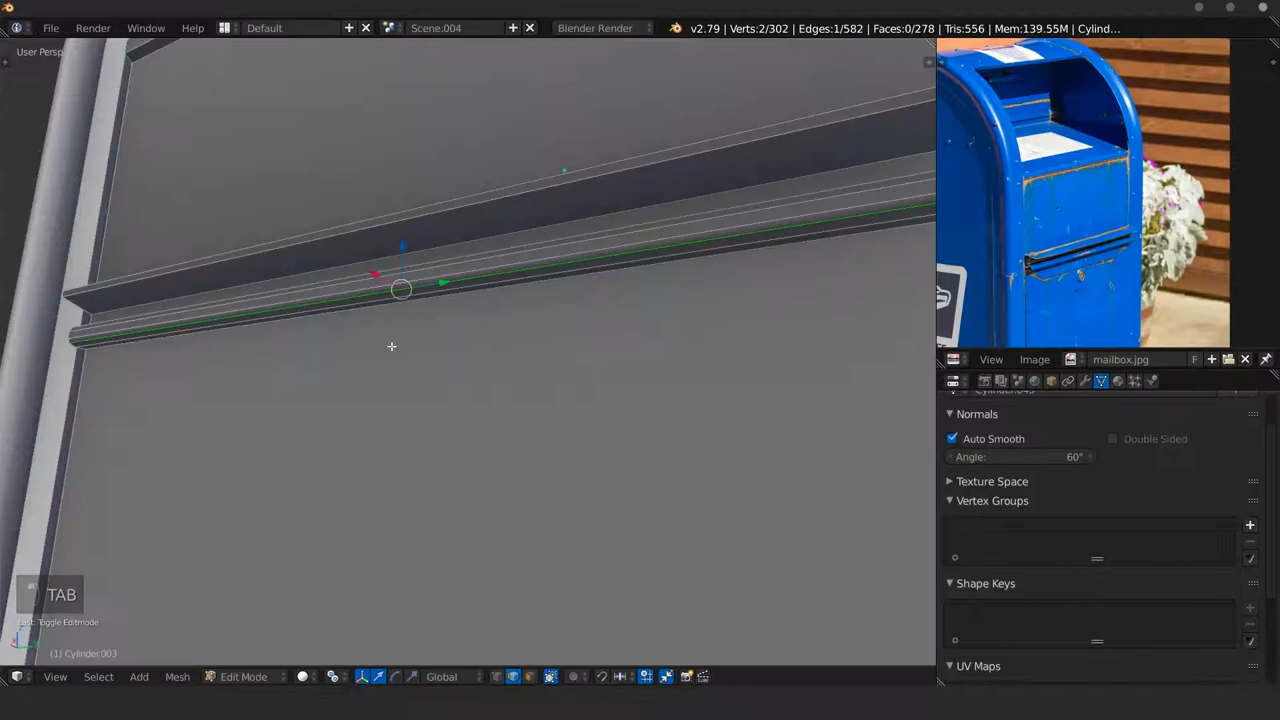 File Render Window Help Default Scene.004 Blender Render v2.79 | Verts:2/302 | Edges:1/582 | Faces:0/278 | Tris:556 | Mem:139.55M | Cylind...
User Persp
View Image mailbox.jpg F
Normals
Auto Smooth Double Sided
Angle: 60°
Texture Space
Vertex Groups
Shape Keys
TAB
Last: Toggle Editmode
(1) Cylinder.003
UV Maps
View Select Add Mesh Edit Mode Global